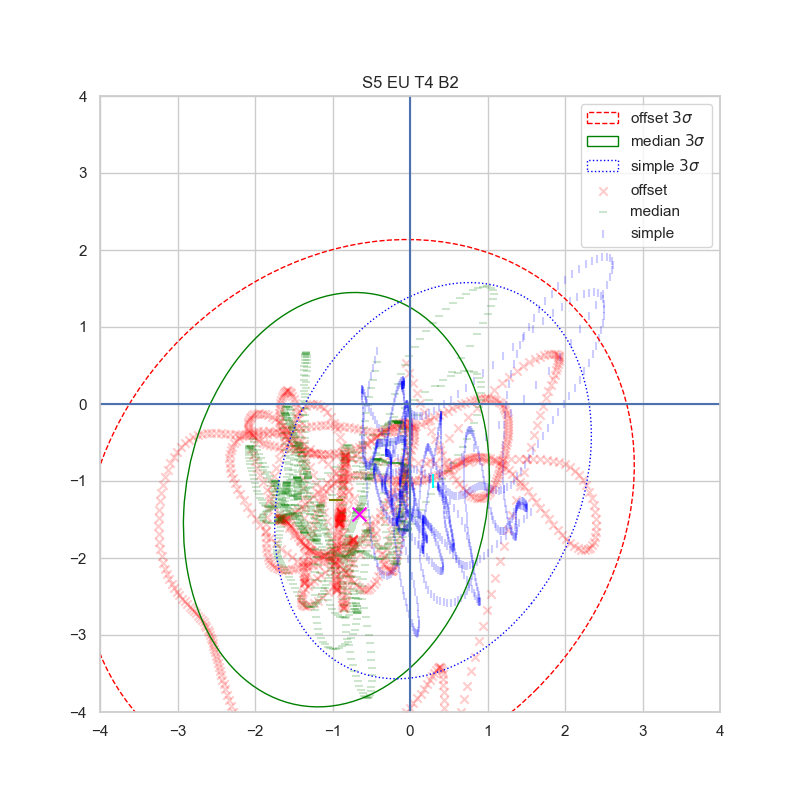 S5 EU T4 B2
offset 3σ
median 3σ
simple 3σ
offset
median
simple
4
3
2
1
0
−1
−2
−3
−4
−4 −3 −2 −1 0 1 2 3 4